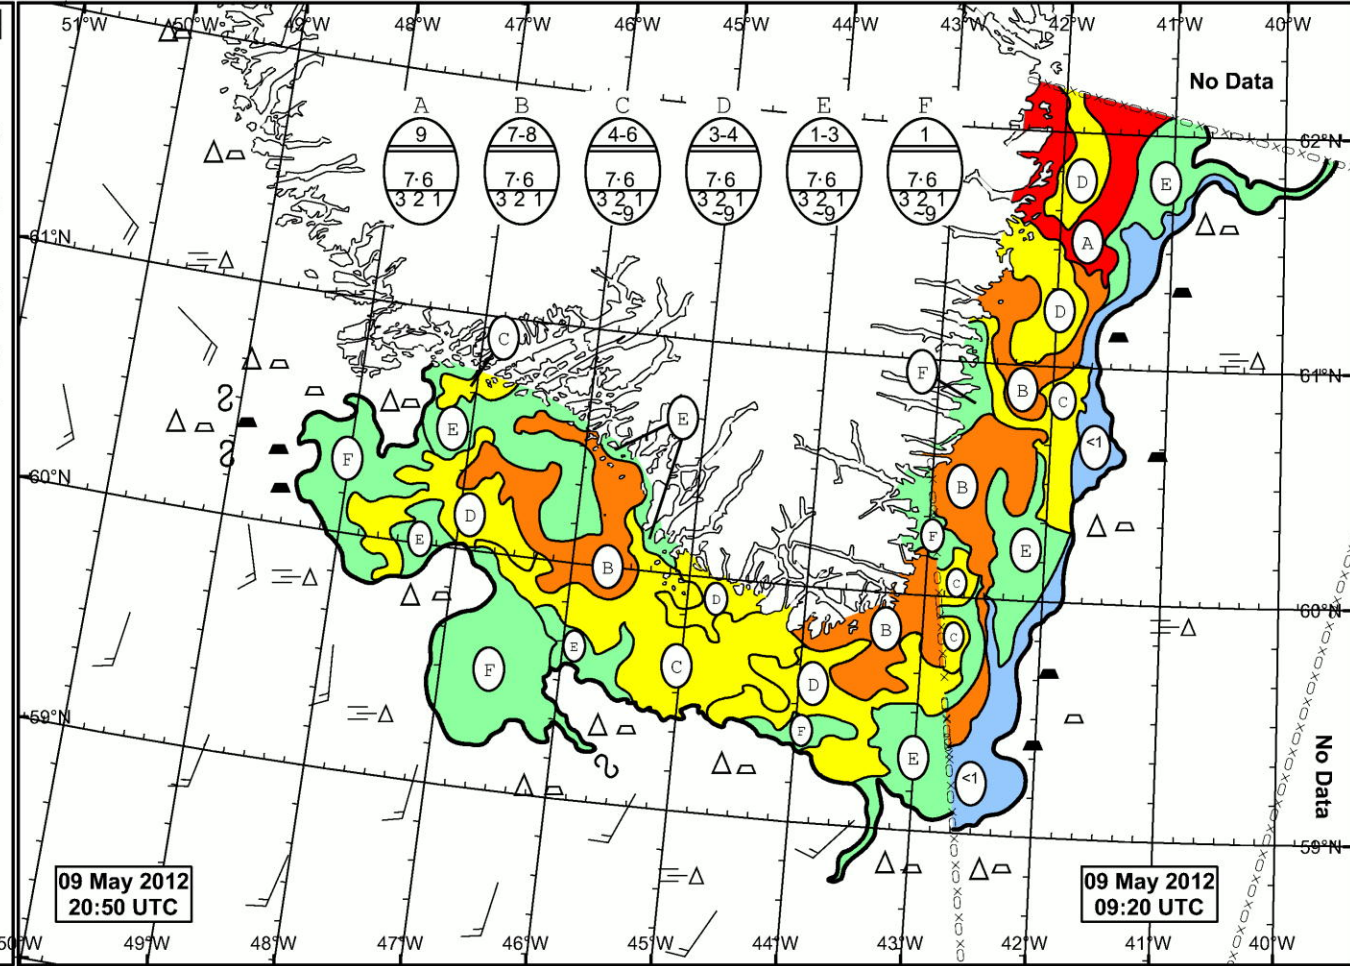 51°W 50°W 49°W 48°W 47°W 46°W 45°W 44°W 43°W 42°W 41°W 40°W
No Data
A B C D E F
9 7-8 4-6 3-4 1-3 1
7·6 7·6 7·6 7·6 7·6 7·6
3 2 1 3 2 1 3 2 1 3 2 1 3 2 1 3 2 1
~9 ~9 ~9 ~9
62°N
D E
A
61°N
D
C
F
61°N
B C
E
E
<1
F
60°N
B
D
E
F
E
B
C
D
60°N
B
C
E
F
C
D
59°N
F
E
<1
No Data
59°N
09 May 2012
20:50 UTC
09 May 2012
09:20 UTC
50°W 49°W 48°W 47°W 46°W 45°W 44°W 43°W 42°W 41°W 40°W